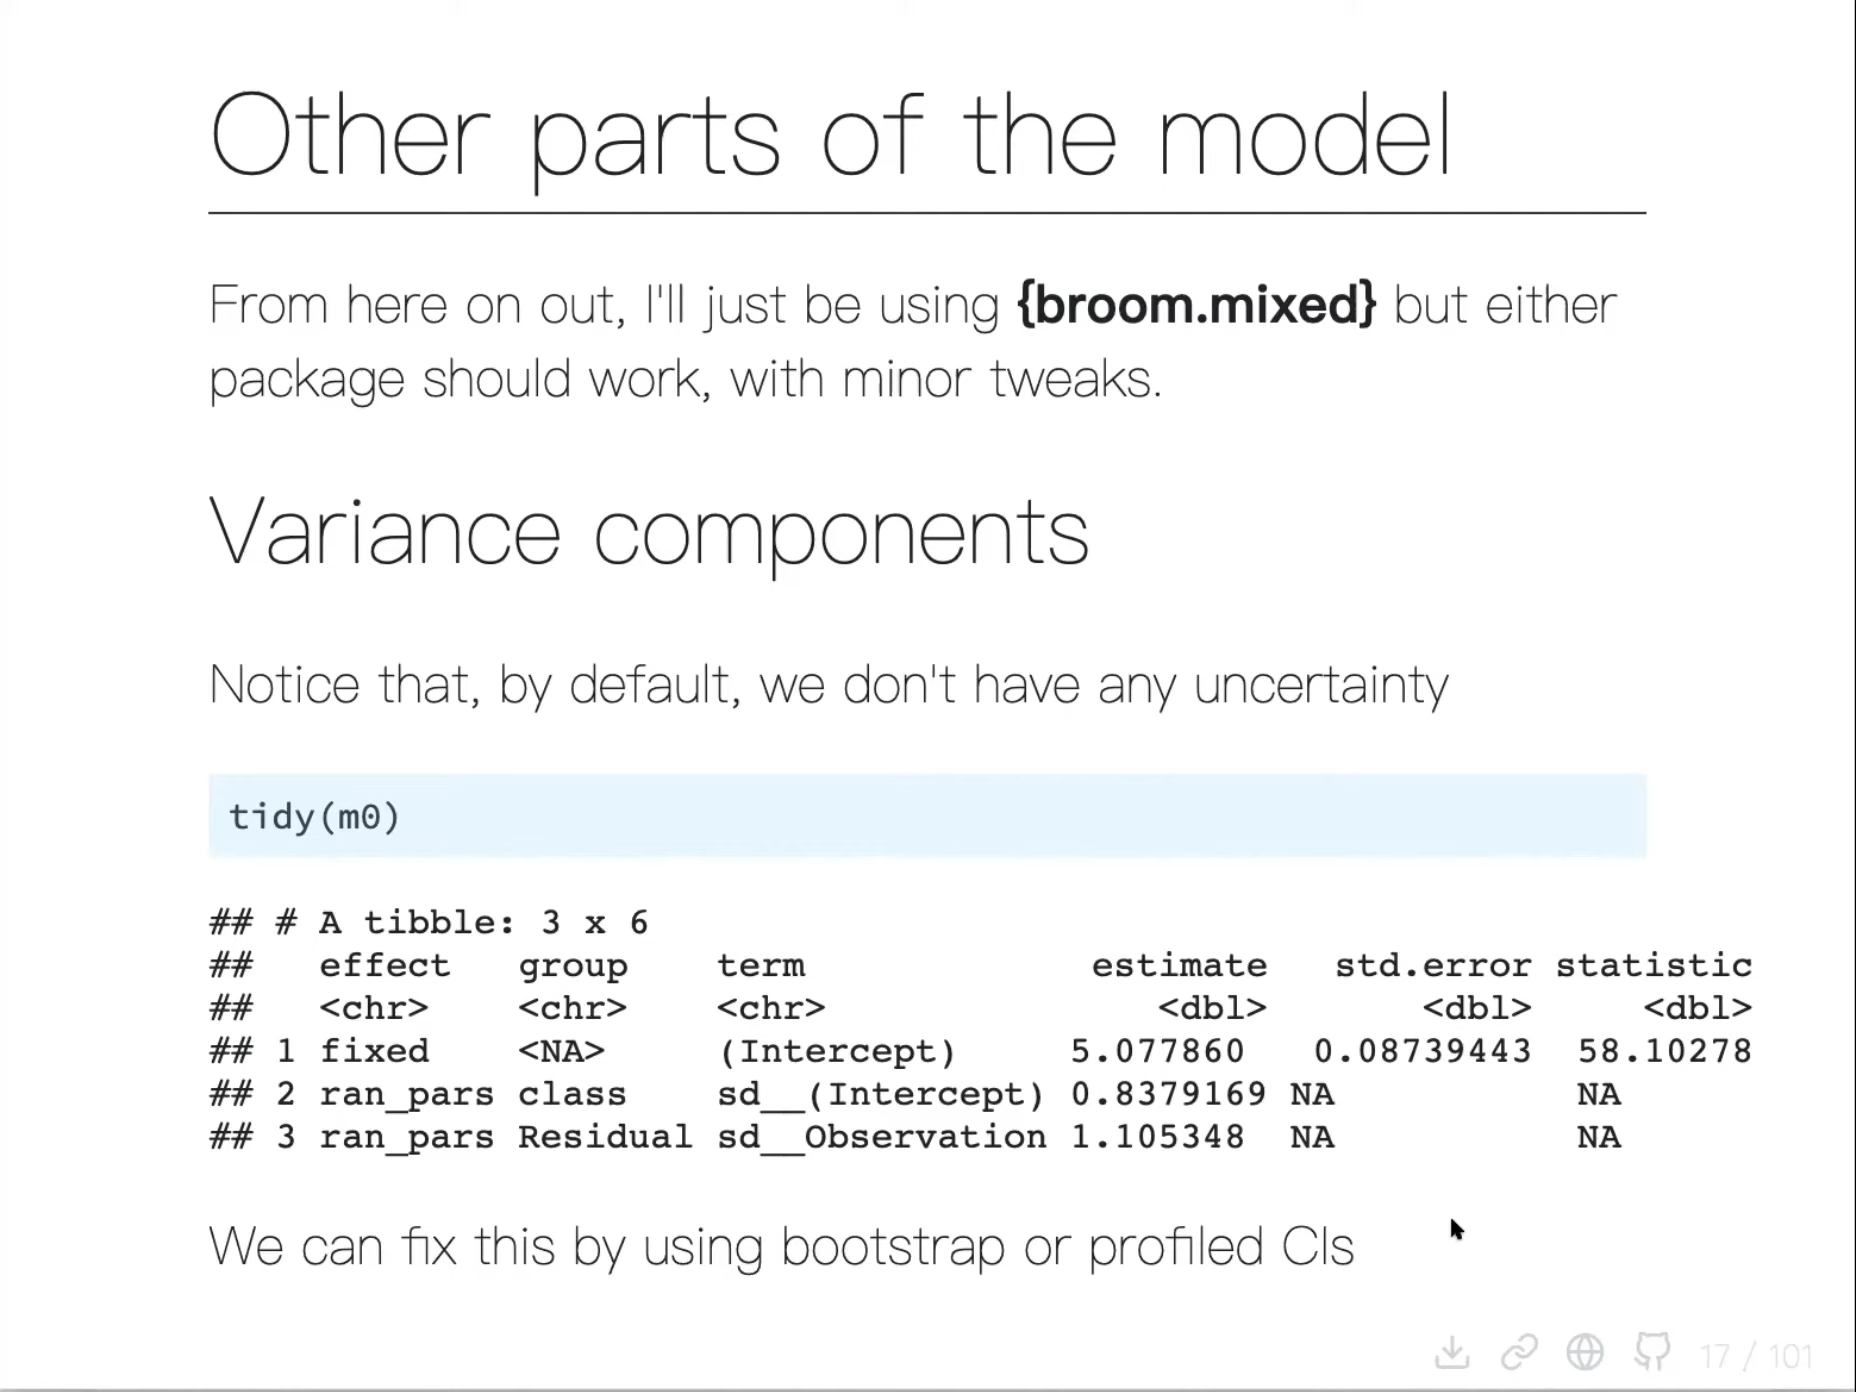 Other parts of the model
From here on out, I'll just be using {broom.mixed} but either
package should work, with minor tweaks.
Variance components
Notice that, by default, we don't have any uncertainty
tidy(m0)
## # A tibble: 3 x 6
##   effect   group    term             estimate   std.error statistic
##   <chr>    <chr>    <chr>               <dbl>       <dbl>     <dbl>
## 1 fixed    <NA>     (Intercept)     5.077860   0.08739443  58.10278
## 2 ran_pars class    sd__(Intercept) 0.8379169 NA           NA
## 3 ran_pars Residual sd__Observation 1.105348  NA           NA
We can fix this by using bootstrap or profiled CIs
17 / 101